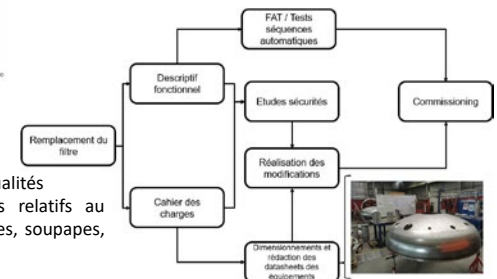 FAT / Tests
séquences
automatiques
Descriptif
fonctionnel
Etudes sécurités
Commissioning
Remplacement du
filtre
Réalisation des
modifications
Cahier des
charges
alités
s relatifs au
es, soupapes,
Dimensionnements et
rédaction des
datasheets des
équipements